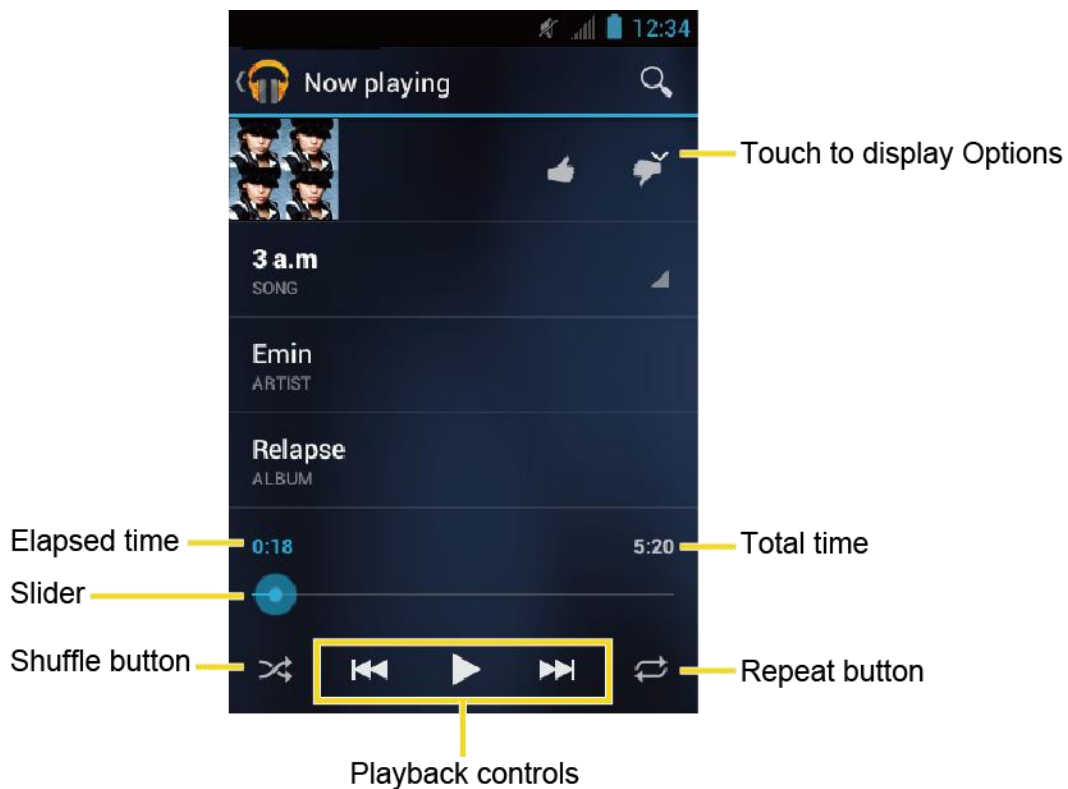 12:34
Now playing
Touch to display Options
3 a.m
SONG
Emin
ARTIST
Relapse
ALBUM
Elapsed time
0:18
5:20
Total time
Slider
Shuffle button
Repeat button
Playback controls